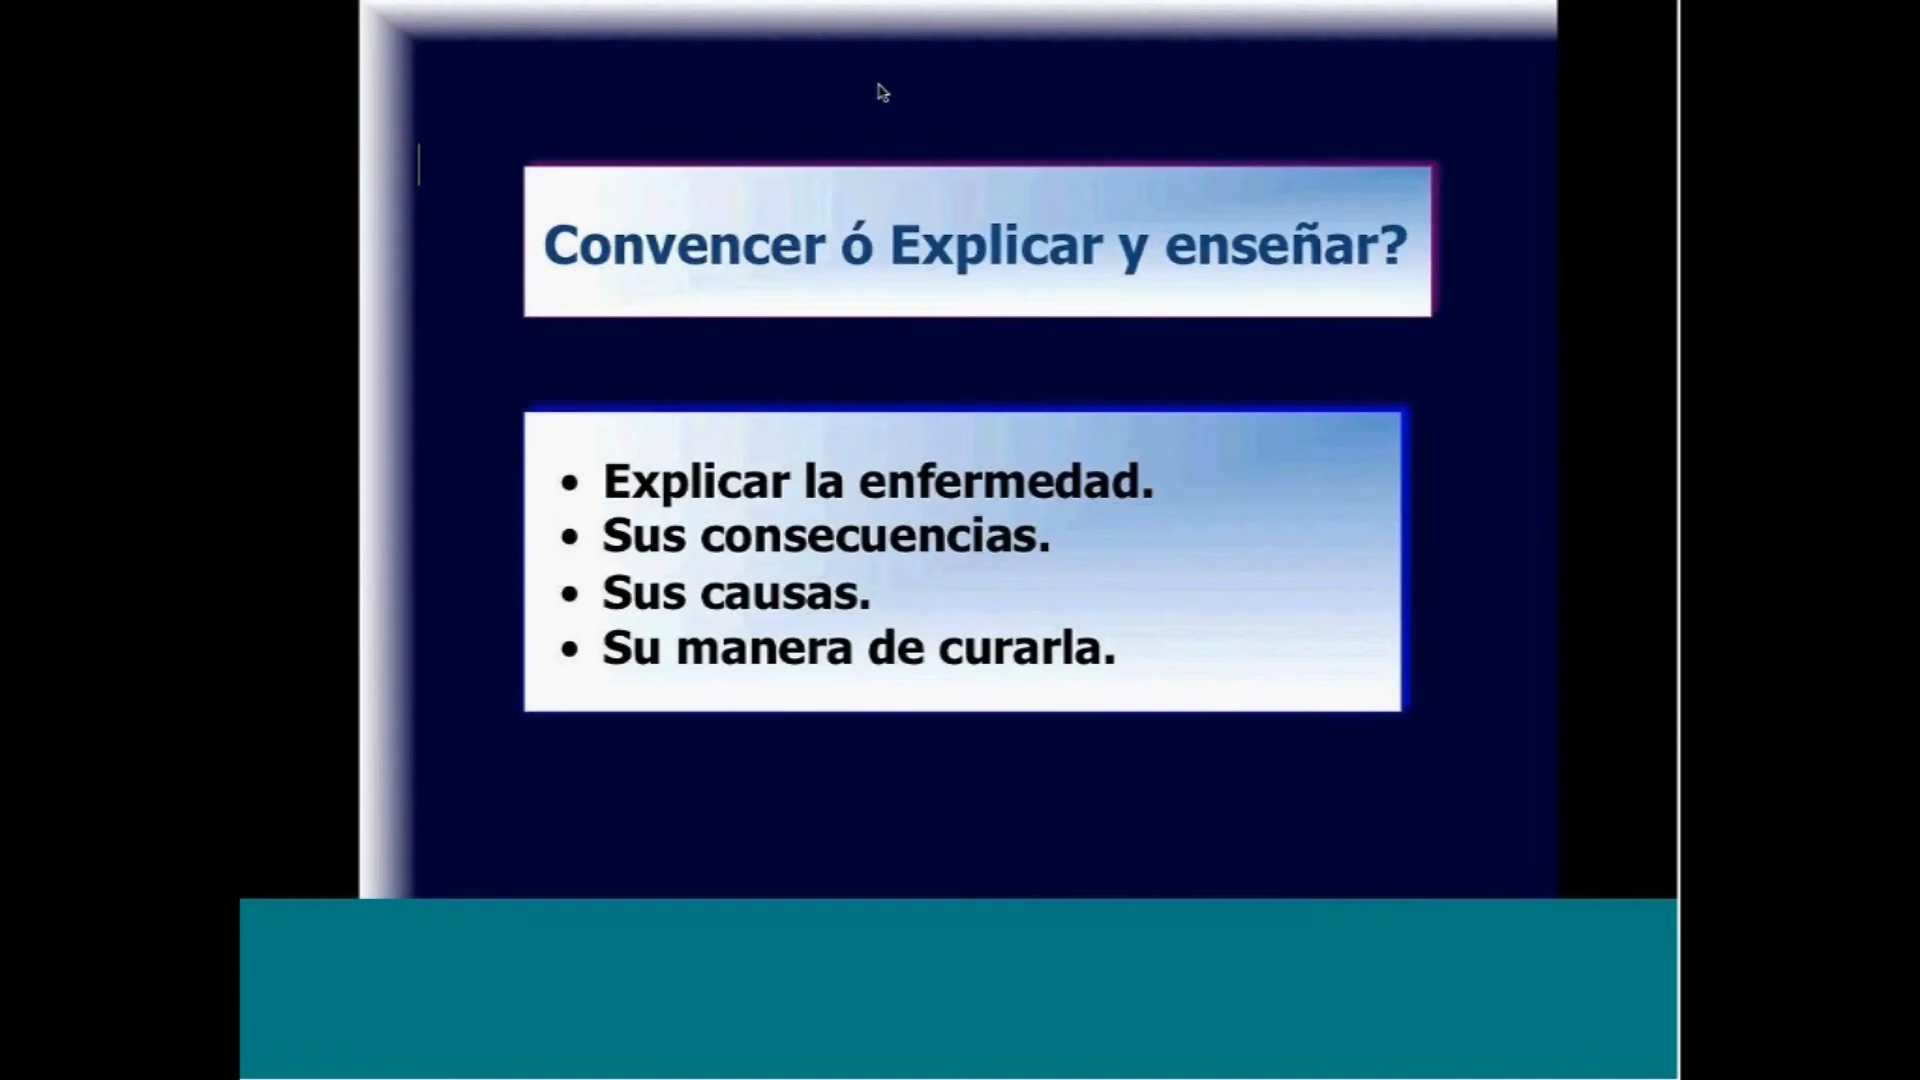 Convencer ó Explicar y enseñar?
• Explicar la enfermedad.
• Sus consecuencias.
• Sus causas.
• Su manera de curarla.